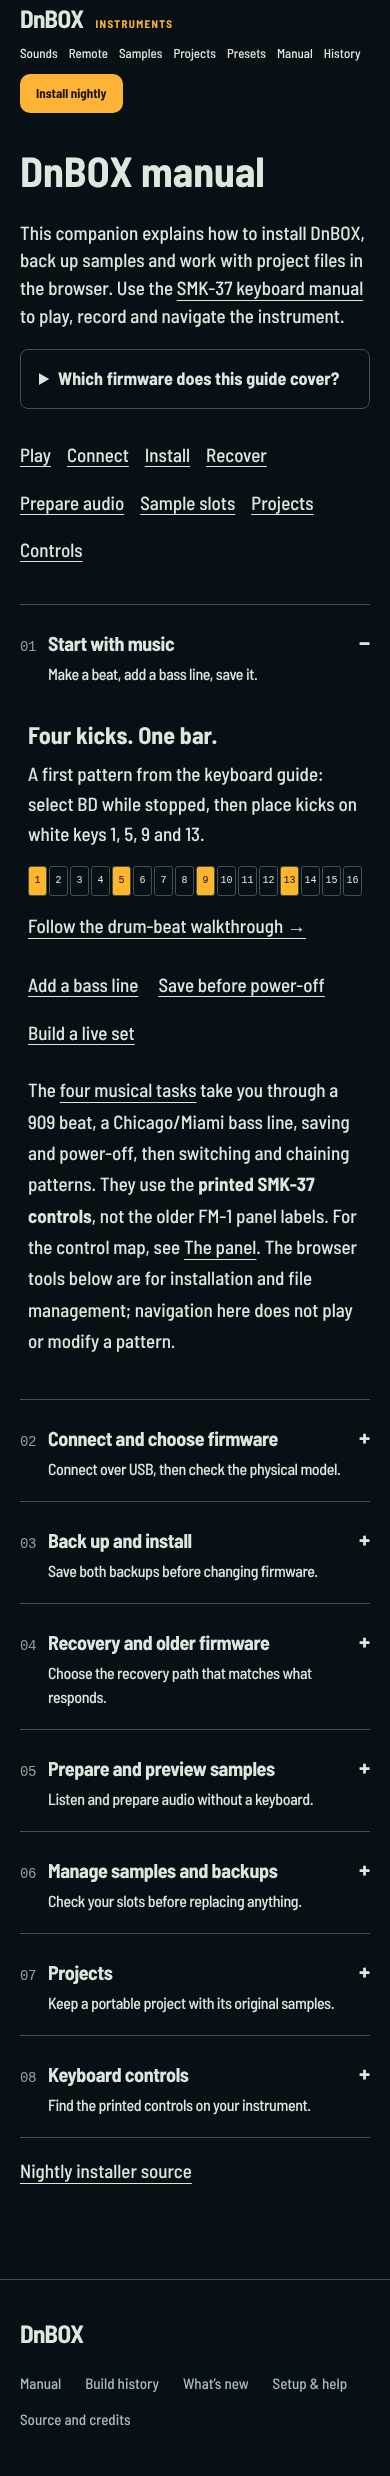 DnBOX INSTRUMENTS
Sounds Remote Samples Projects Presets Manual History
Install nightly
DnBOX manual
This companion explains how to install DnBOX,
back up samples and work with project files in
the browser. Use the SMK-37 keyboard manual
to play, record and navigate the instrument.
▶ Which firmware does this guide cover?
Play Connect Install Recover
Prepare audio Sample slots Projects
Controls
01 Start with music −
Make a beat, add a bass line, save it.
Four kicks. One bar.
A first pattern from the keyboard guide:
select BD while stopped, then place kicks on
white keys 1, 5, 9 and 13.
1 2 3 4 5 6 7 8 9 10 11 12 13 14 15 16
Follow the drum-beat walkthrough →
Add a bass line Save before power-off
Build a live set
The four musical tasks take you through a
909 beat, a Chicago/Miami bass line, saving
and power-off, then switching and chaining
patterns. They use the printed SMK-37
controls, not the older FM-1 panel labels. For
the control map, see The panel. The browser
tools below are for installation and file
management; navigation here does not play
or modify a pattern.
02 Connect and choose firmware +
Connect over USB, then check the physical model.
03 Back up and install +
Save both backups before changing firmware.
04 Recovery and older firmware +
Choose the recovery path that matches what
responds.
05 Prepare and preview samples +
Listen and prepare audio without a keyboard.
06 Manage samples and backups +
Check your slots before replacing anything.
07 Projects +
Keep a portable project with its original samples.
08 Keyboard controls +
Find the printed controls on your instrument.
Nightly installer source
DnBOX
Manual Build history What's new Setup & help
Source and credits